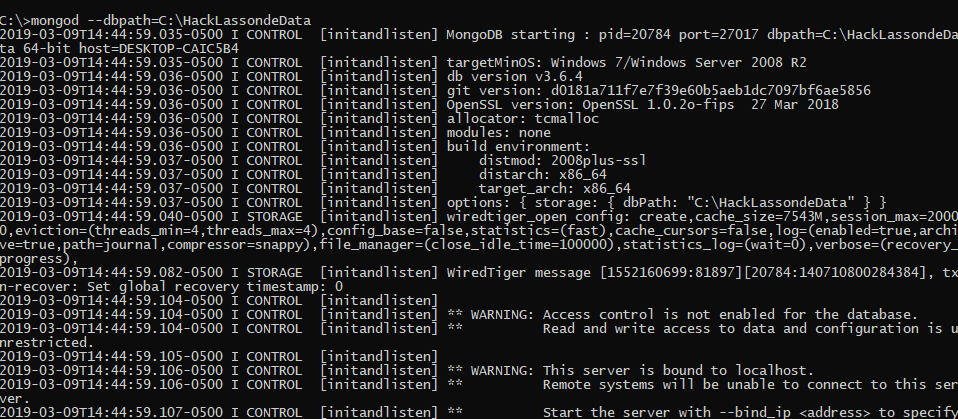 C:\>mongod --dbpath=C:\HackLassondeData
2019-03-09T14:44:59.035-0500 I CONTROL  [initandlisten] MongoDB starting : pid=20784 port=27017 dbpath=C:\HackLassondeDa
ta 64-bit host=DESKTOP-CAIC5B4
2019-03-09T14:44:59.035-0500 I CONTROL  [initandlisten] targetMinOS: Windows 7/Windows Server 2008 R2
2019-03-09T14:44:59.036-0500 I CONTROL  [initandlisten] db version v3.6.4
2019-03-09T14:44:59.036-0500 I CONTROL  [initandlisten] git version: d0181a711f7e7f39e60b5aeb1dc7097bf6ae5856
2019-03-09T14:44:59.036-0500 I CONTROL  [initandlisten] OpenSSL version: OpenSSL 1.0.2o-fips  27 Mar 2018
2019-03-09T14:44:59.036-0500 I CONTROL  [initandlisten] allocator: tcmalloc
2019-03-09T14:44:59.036-0500 I CONTROL  [initandlisten] modules: none
2019-03-09T14:44:59.036-0500 I CONTROL  [initandlisten] build environment:
2019-03-09T14:44:59.037-0500 I CONTROL  [initandlisten]     distmod: 2008plus-ssl
2019-03-09T14:44:59.037-0500 I CONTROL  [initandlisten]     distarch: x86_64
2019-03-09T14:44:59.037-0500 I CONTROL  [initandlisten]     target_arch: x86_64
2019-03-09T14:44:59.037-0500 I CONTROL  [initandlisten] options: { storage: { dbPath: "C:\HackLassondeData" } }
2019-03-09T14:44:59.040-0500 I STORAGE  [initandlisten] wiredtiger_open config: create,cache_size=7543M,session_max=2000
0,eviction=(threads_min=4,threads_max=4),config_base=false,statistics=(fast),cache_cursors=false,log=(enabled=true,archi
ve=true,path=journal,compressor=snappy),file_manager=(close_idle_time=100000),statistics_log=(wait=0),verbose=(recovery_
progress),
2019-03-09T14:44:59.082-0500 I STORAGE  [initandlisten] WiredTiger message [1552160699:81897][20784:140710800284384], tx
n-recover: Set global recovery timestamp: 0
2019-03-09T14:44:59.104-0500 I CONTROL  [initandlisten]
2019-03-09T14:44:59.104-0500 I CONTROL  [initandlisten] ** WARNING: Access control is not enabled for the database.
2019-03-09T14:44:59.104-0500 I CONTROL  [initandlisten] **          Read and write access to data and configuration is u
nrestricted.
2019-03-09T14:44:59.105-0500 I CONTROL  [initandlisten]
2019-03-09T14:44:59.106-0500 I CONTROL  [initandlisten] ** WARNING: This server is bound to localhost.
2019-03-09T14:44:59.106-0500 I CONTROL  [initandlisten] **          Remote systems will be unable to connect to this ser
ver.
2019-03-09T14:44:59.107-0500 I CONTROL  [initandlisten] **          Start the server with --bind_ip <address> to specify